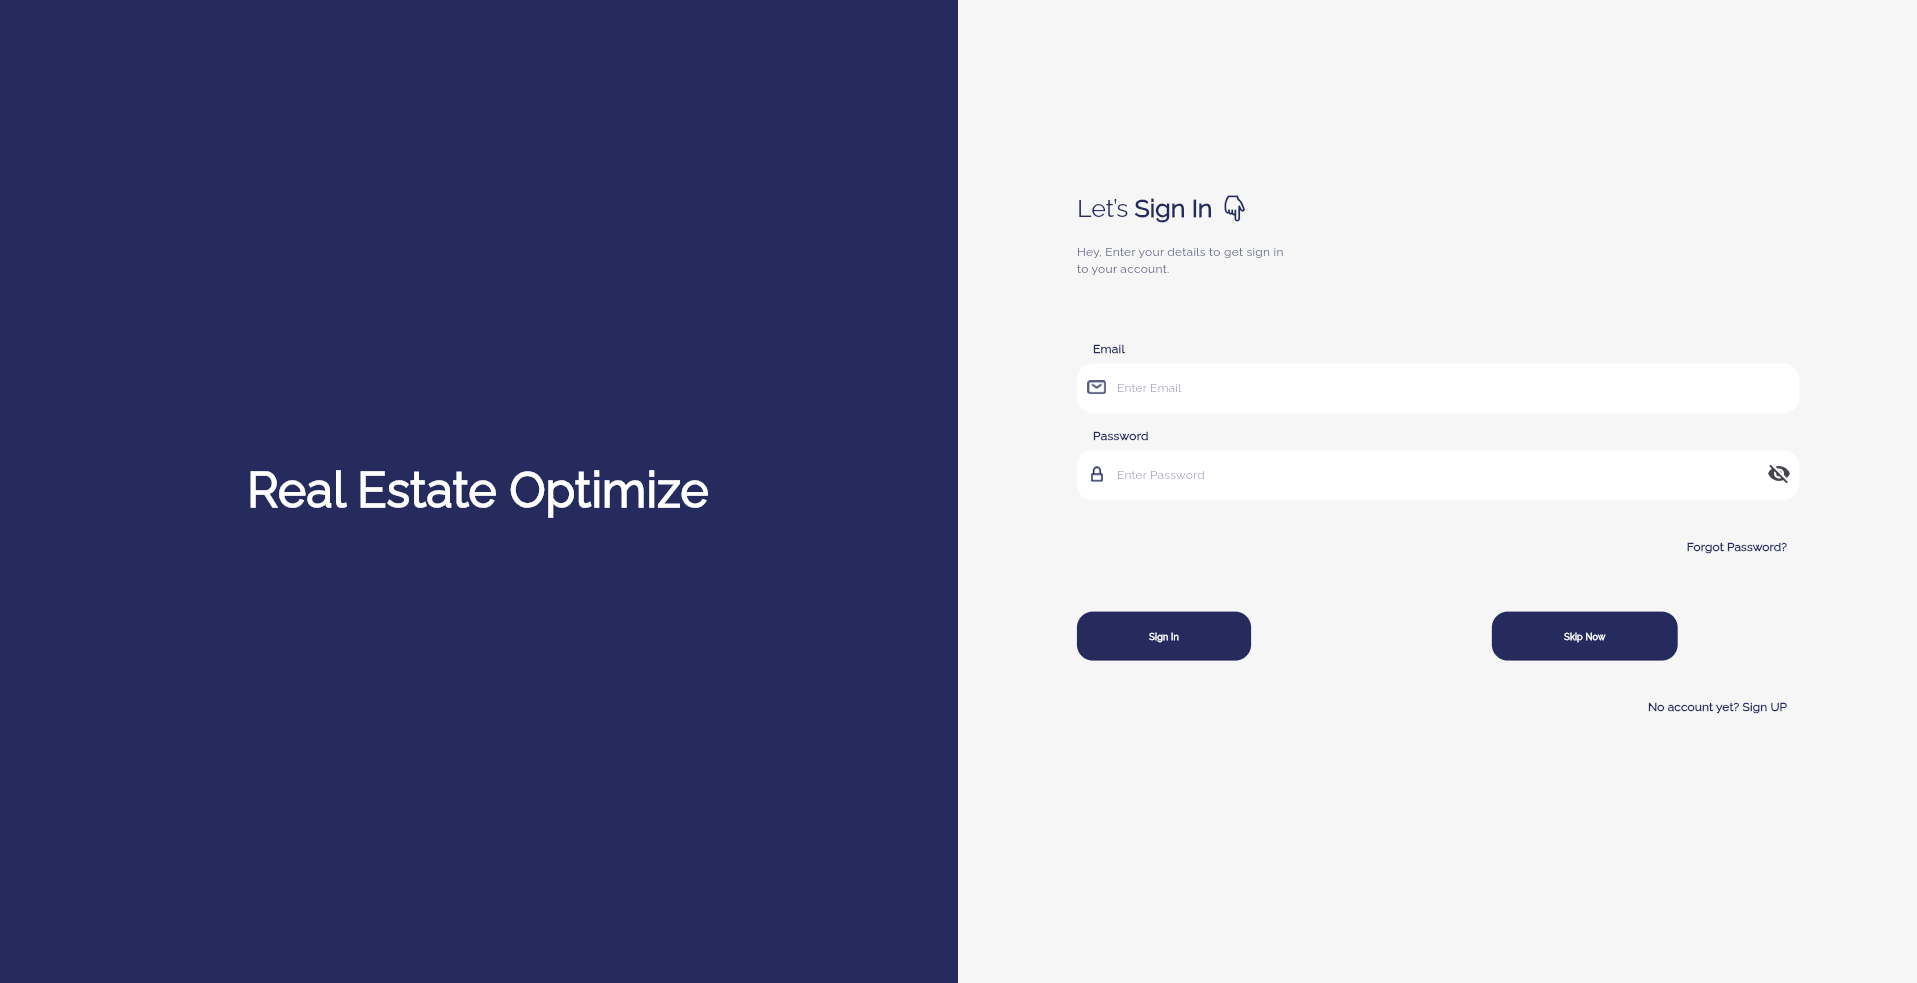 Real Estate Optimize
Let’s Sign In 👇
Hey, Enter your details to get sign in
to your account.
Email
Enter Email
Password
Enter Password
Forgot Password?
Sign In
Skip Now
No account yet? Sign UP